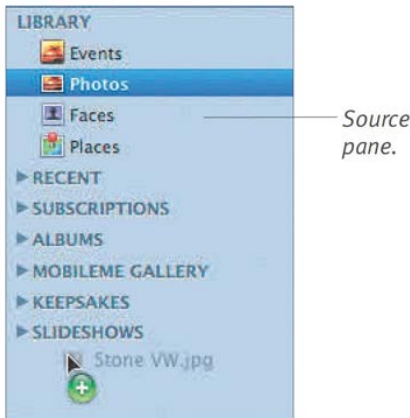 LIBRARY
Events
Photos
Faces
Places
RECENT
SUBSCRIPTIONS
ALBUMS
MOBILEME GALLERY
KEEPSAKES
SLIDESHOWS
Stone VW.jpg
Source
pane.